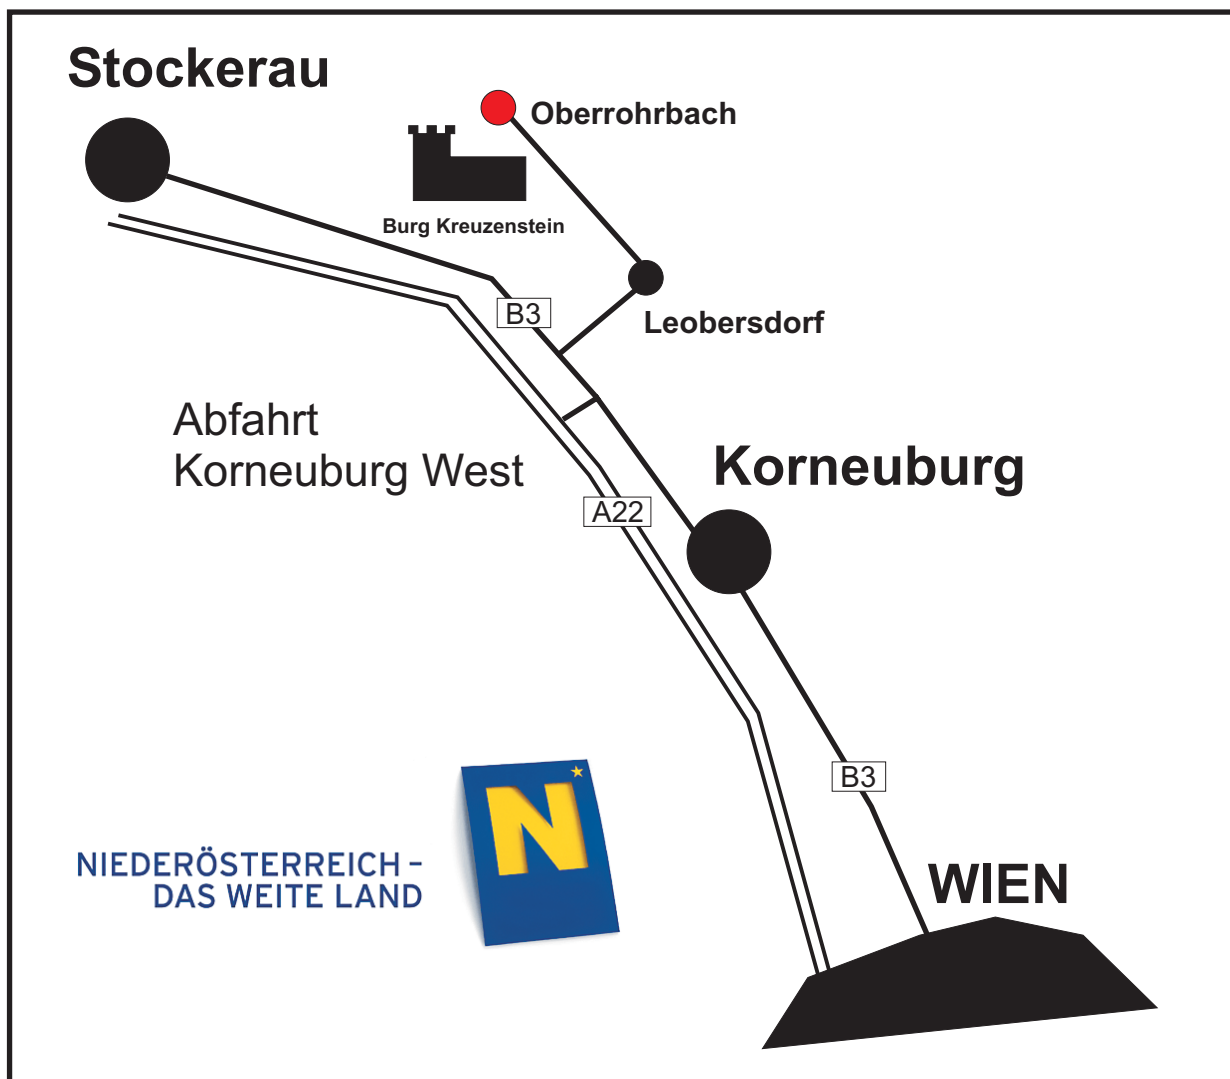 Stockerau
Oberrohrbach
Burg Kreuzenstein
B3
Leobersdorf
Abfahrt
Korneuburg West
Korneuburg
A22
B3
N
NIEDERÖSTERREICH –
DAS WEITE LAND
WIEN